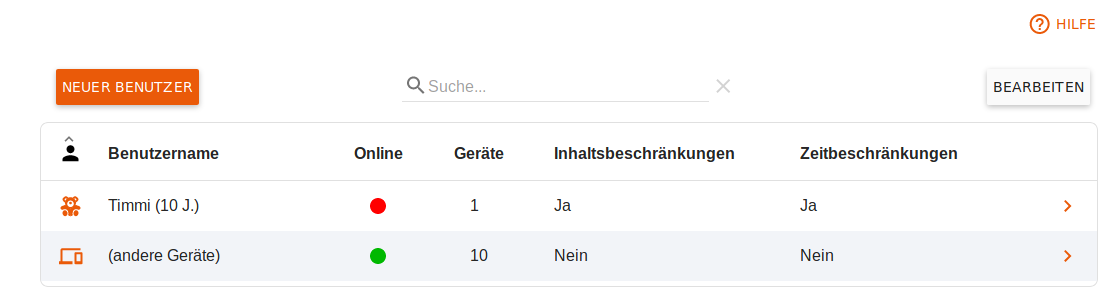 HILFE
NEUER BENUTZER Suche... BEARBEITEN
Benutzername Online Geräte Inhaltsbeschränkungen Zeitbeschränkungen
Timmi (10 J.) 1 Ja Ja
(andere Geräte) 10 Nein Nein